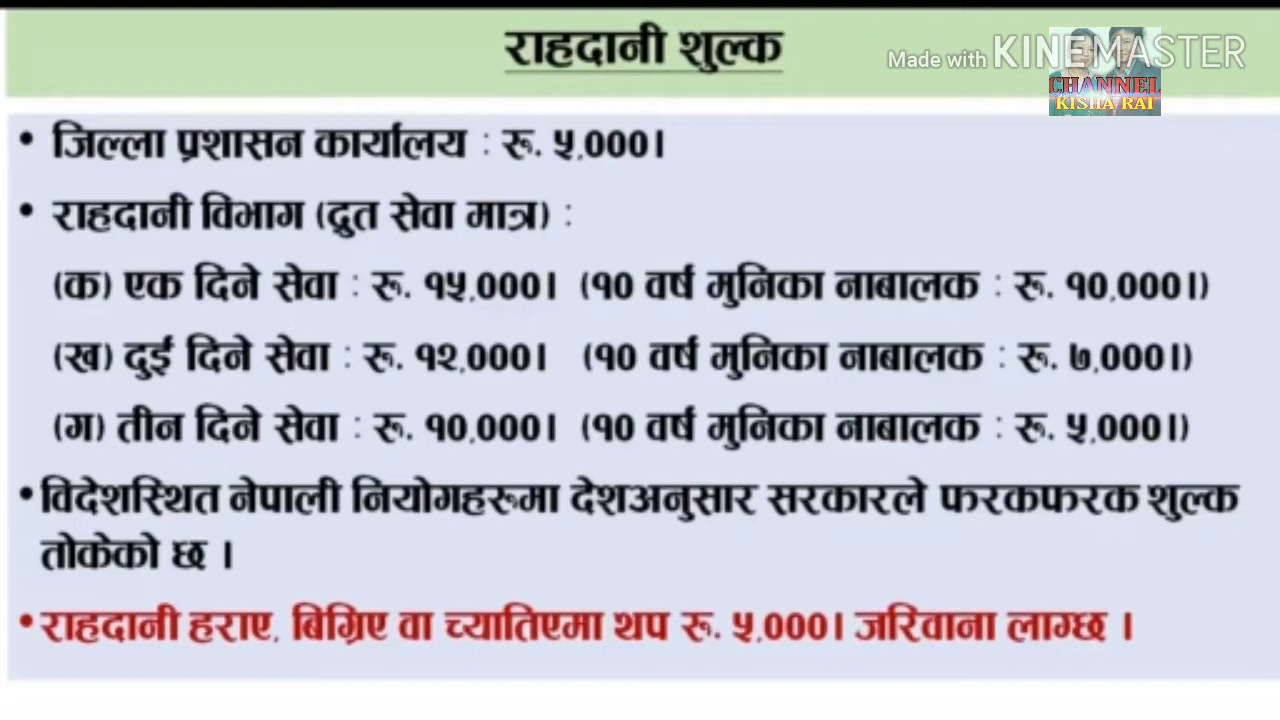 राहदानी शुल्क
Made with KINEMASTER
CHANNEL
KISHA RAI
• जिल्ला प्रशासन कार्यालय : रू. ५,०००।
• राहदानी विभाग (द्रुत सेवा मात्र) :
(क) एक दिने सेवा : रू. १५,०००। (१० वर्ष मुनिका नाबालक : रू. १०,०००।)
(ख) दुई दिने सेवा : रू. १२,०००। (१० वर्ष मुनिका नाबालक : रू. ७,०००।)
(ग) तीन दिने सेवा : रू. १०,०००। (१० वर्ष मुनिका नाबालक : रू. ५,०००।)
• विदेशस्थित नेपाली नियोगहरूमा देशअनुसार सरकारले फरकफरक शुल्क
तोकेको छ ।
• राहदानी हराए, बिग्रिए वा च्यातिएमा थप रू. ५,०००। जरिवाना लाग्छ ।